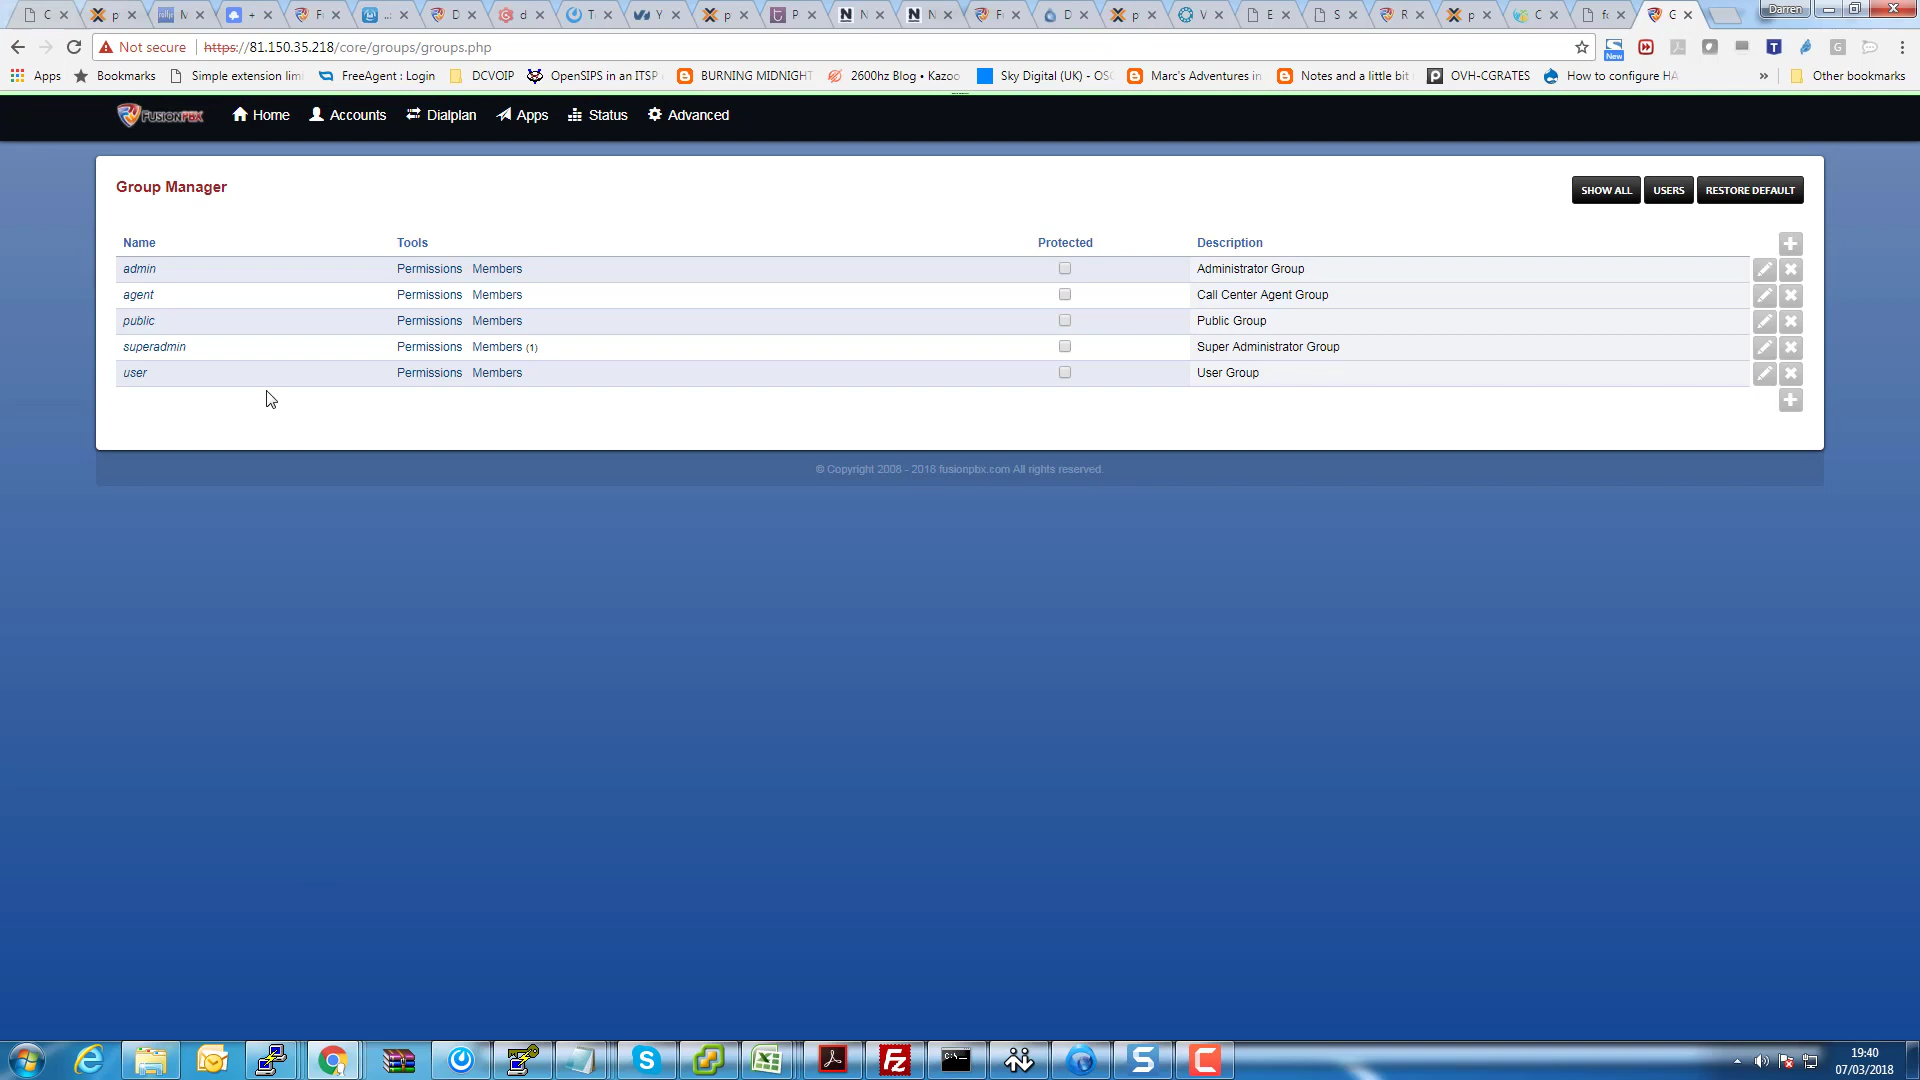 Darren
Not secure https://81.150.35.218/core/groups/groups.php
New
Apps Bookmarks Simple extension lim FreeAgent : Login DCVOIP OpenSIPS in an ITSP BURNING MIDNIGHT 2600hz Blog • Kazoo Sky Digital (UK) - OSC Marc's Adventures in Notes and a little bit OVH-CGRATES How to configure HA » Other bookmarks
FUSIONPBX Home Accounts Dialplan Apps Status Advanced
Group Manager
SHOW ALL USERS RESTORE DEFAULT
Name Tools Protected Description
admin Permissions Members Administrator Group
agent Permissions Members Call Center Agent Group
public Permissions Members Public Group
superadmin Permissions Members (1) Super Administrator Group
user Permissions Members User Group
© Copyright 2008 - 2016 fusionpbx.com All rights reserved.
19:40
07/03/2018